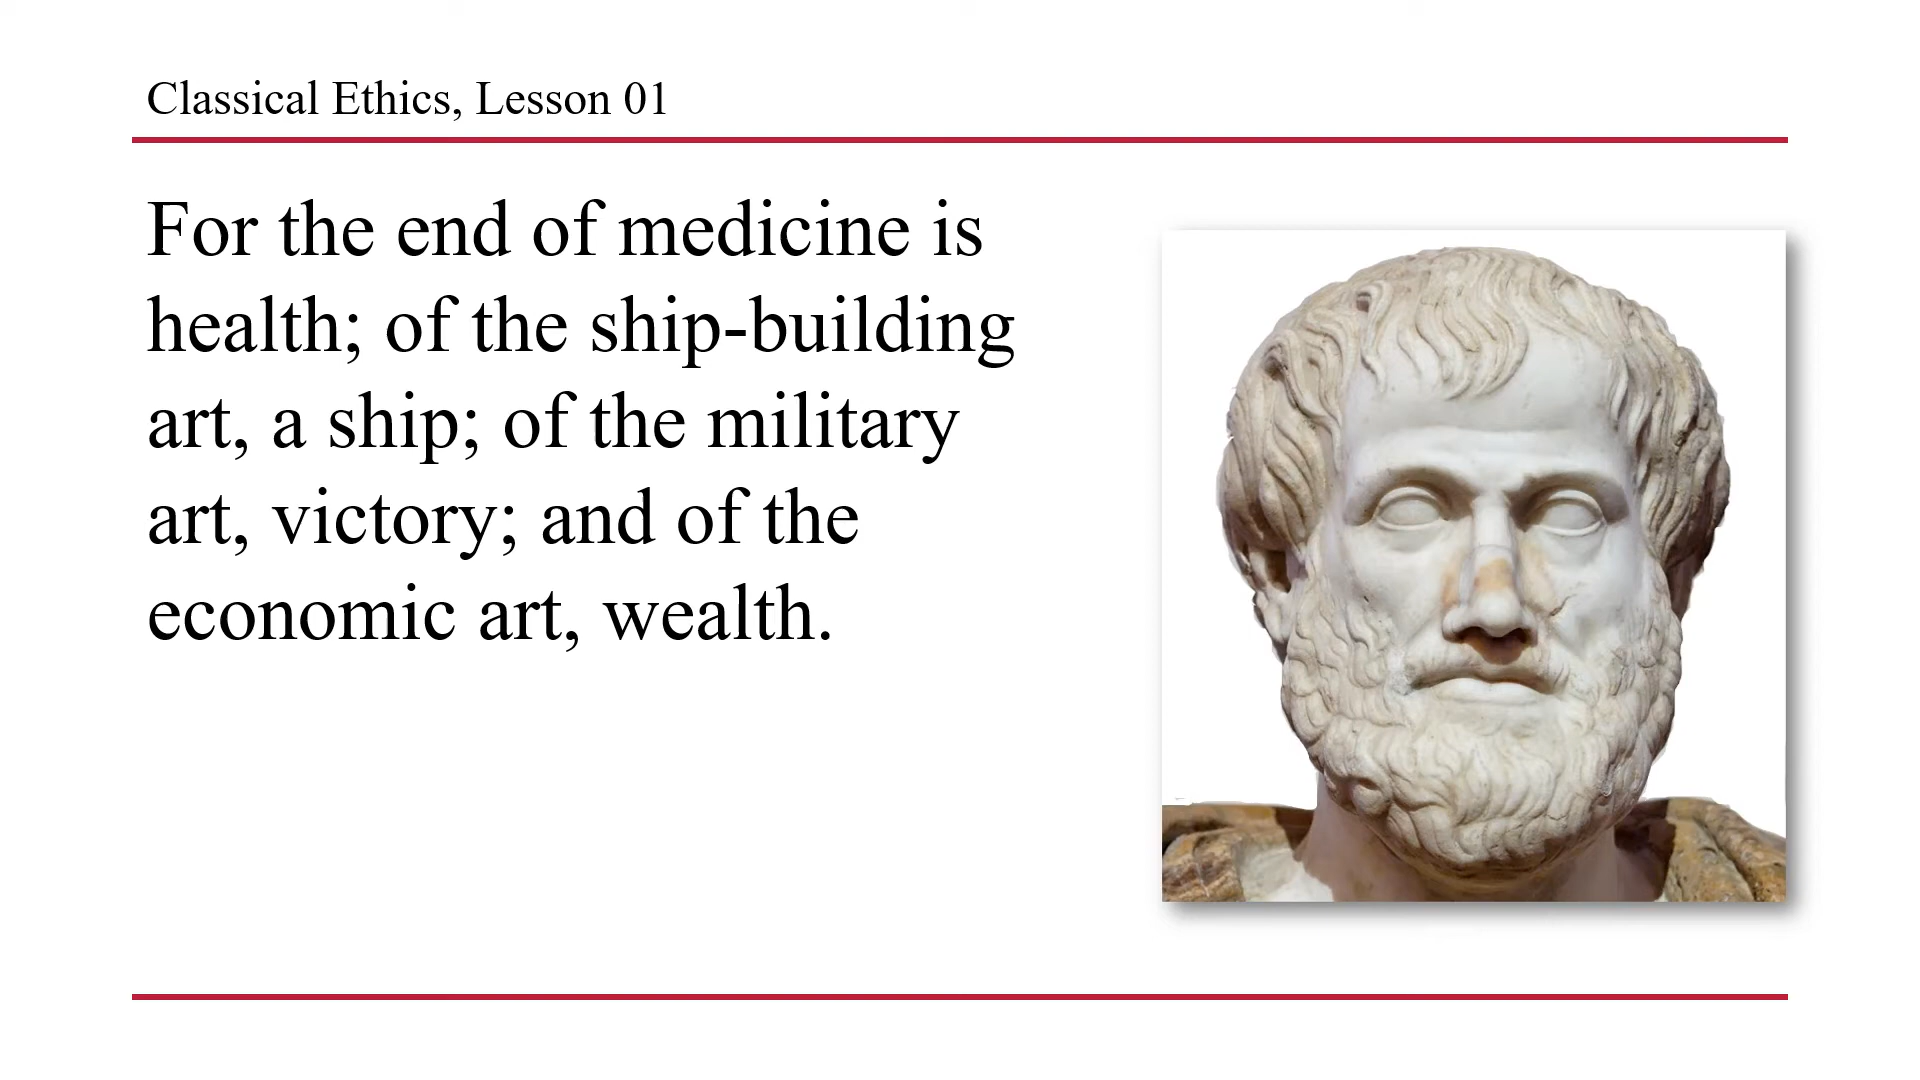 Classical Ethics, Lesson 01
For the end of medicine is
health; of the ship-building
art, a ship; of the military
art, victory; and of the
economic art, wealth.